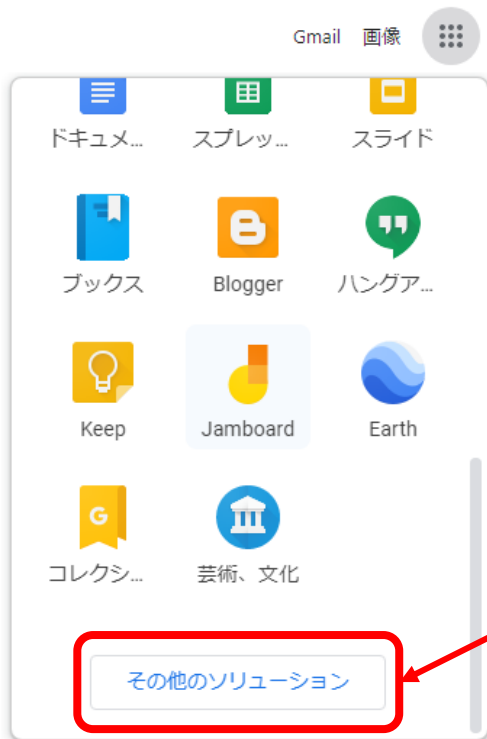 Gmail 画像
ドキュメ... スプレッ... スライド
ブックス Blogger ハングア...
Keep Jamboard Earth
G
コレクシ... 芸術、文化
その他のソリューション